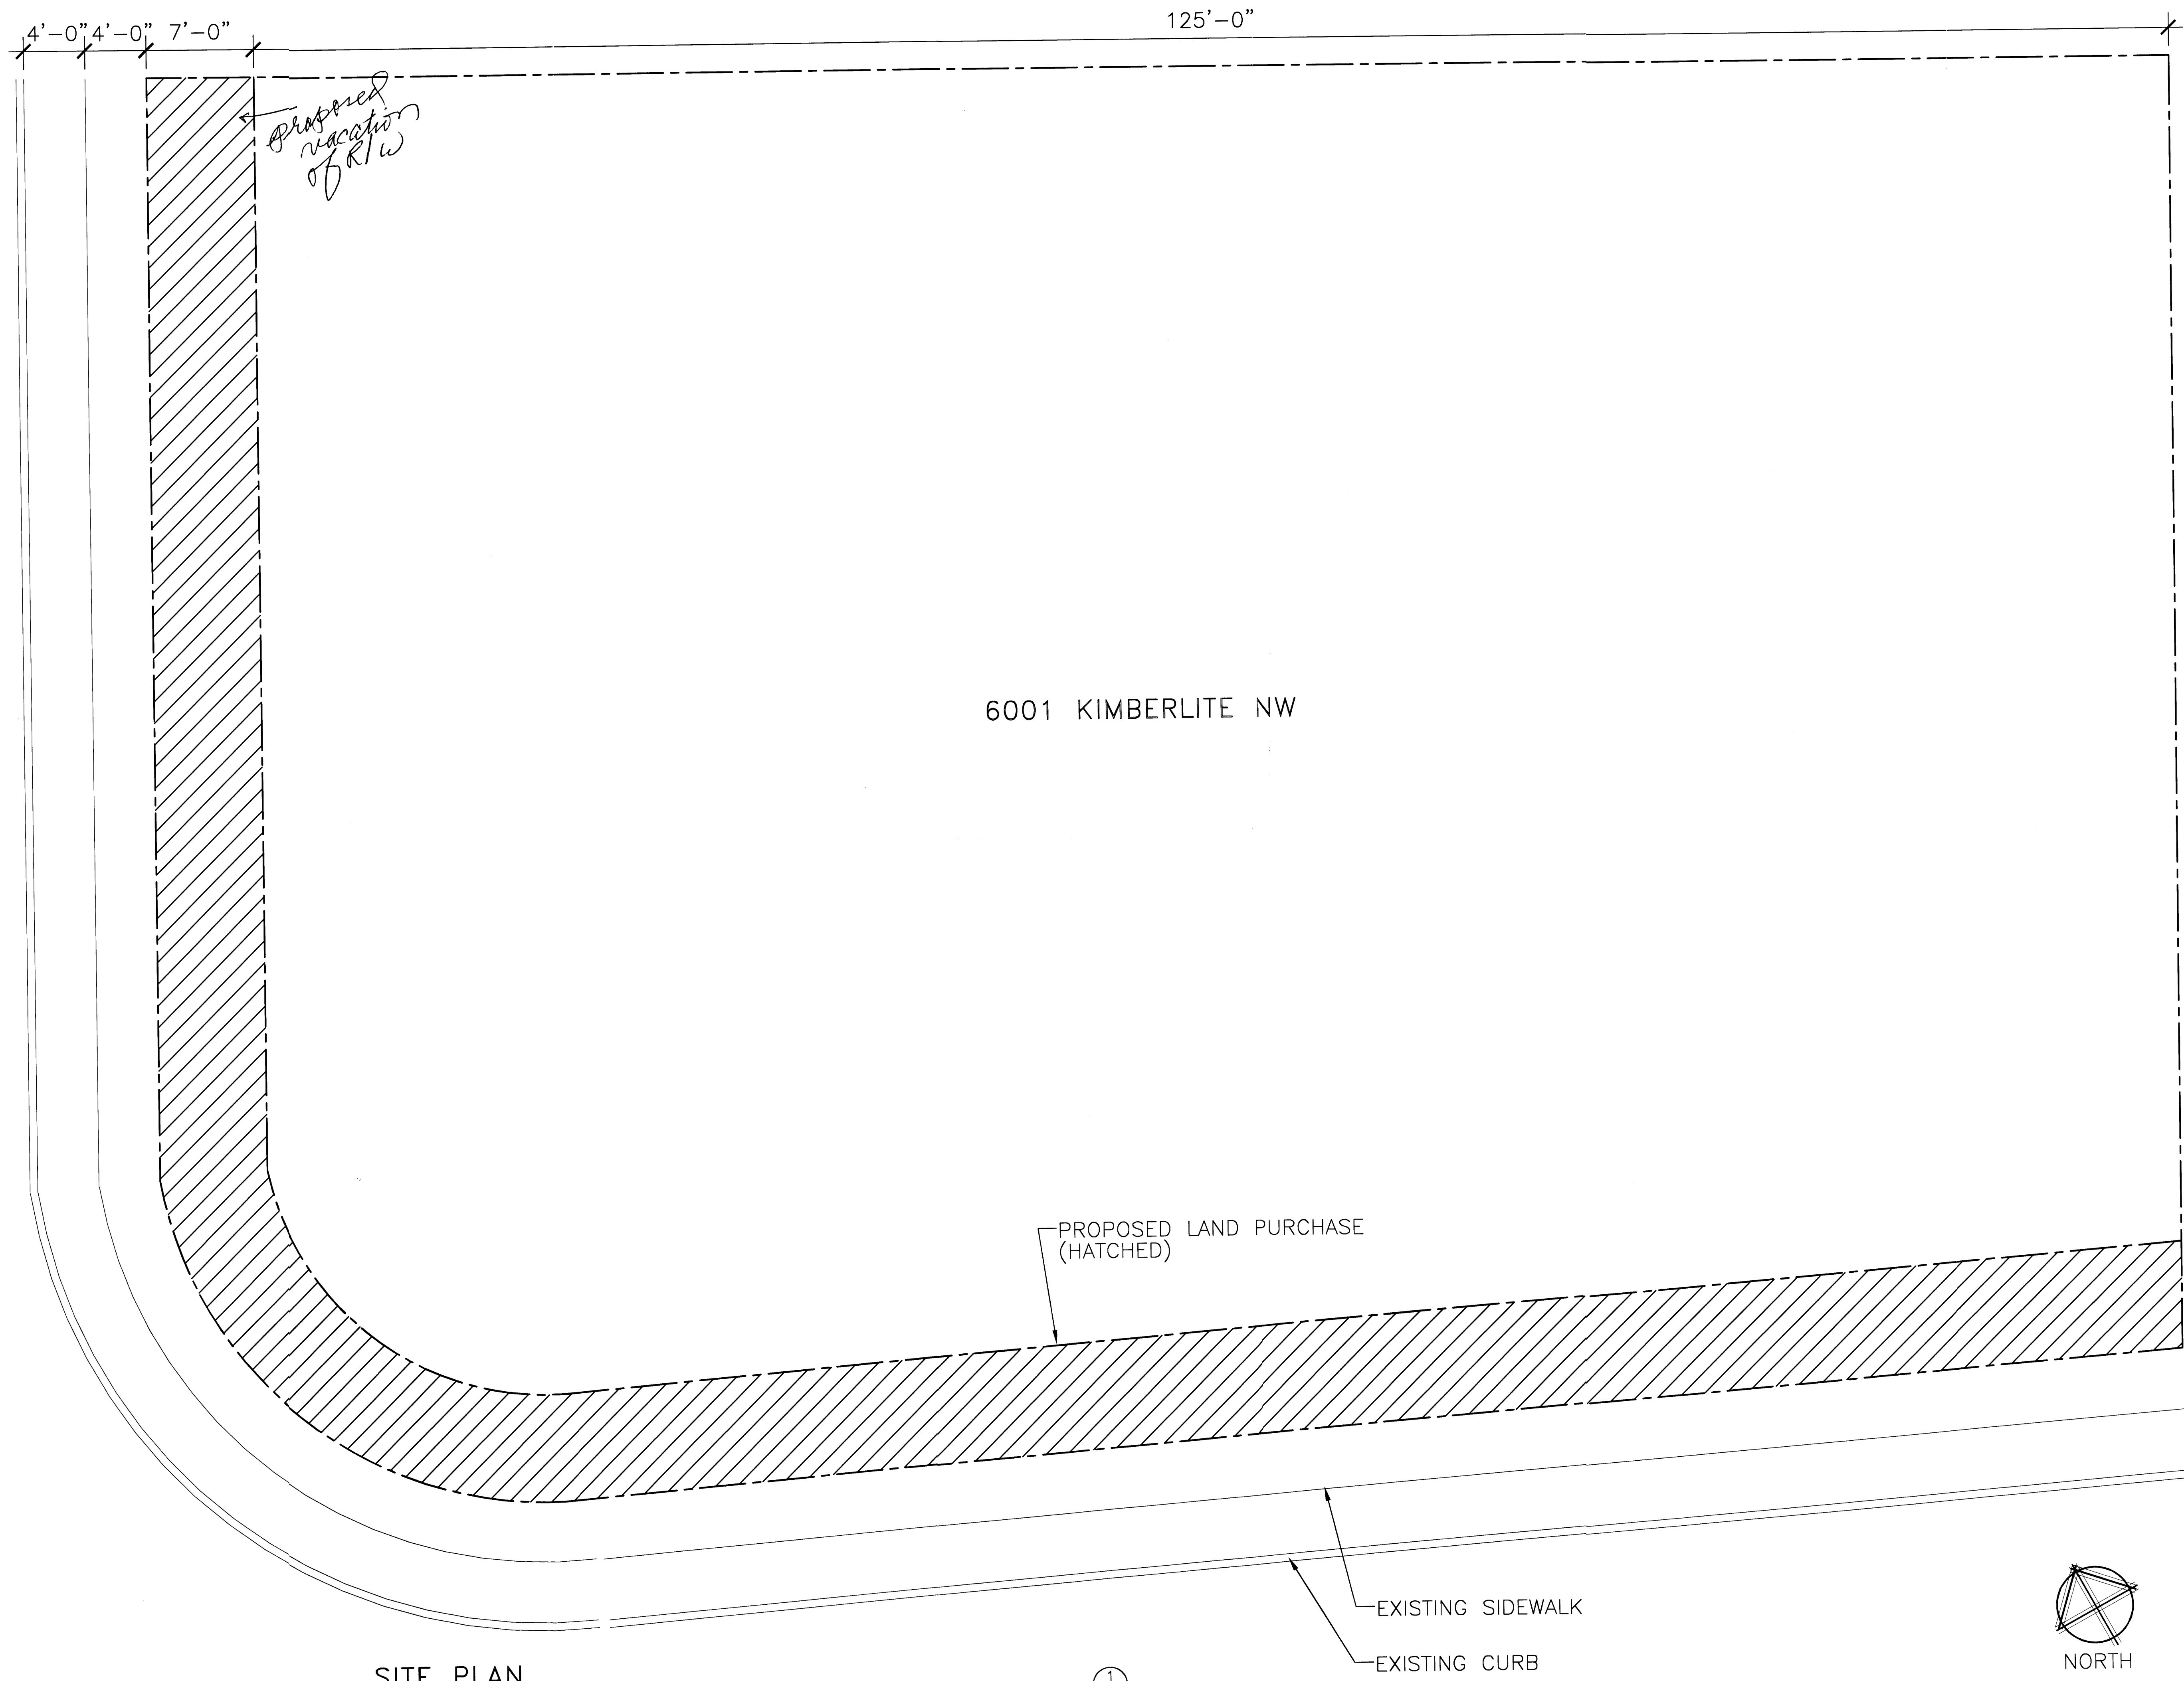 4'-0" 4'-0" 7'-0" 125'-0"
proposed
vacation
of R/W
6001 KIMBERLITE NW
PROPOSED LAND PURCHASE
(HATCHED)
EXISTING SIDEWALK
EXISTING CURB
NORTH
SITE PLAN
1